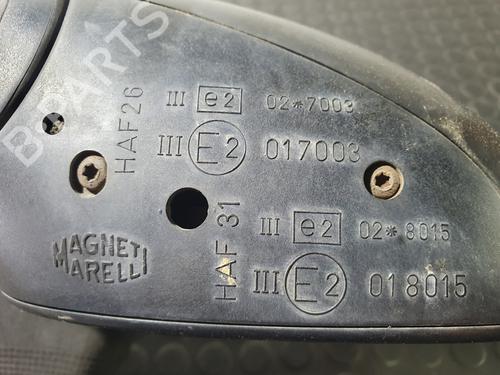 B-PARTS
HAF26
III e2 02*7003
III E2 017003
HAF 31
III e2 02*8015
III E2 018015
MAGNETI
MARELLI